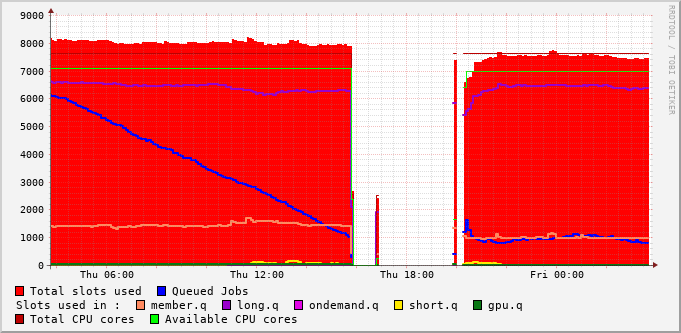 9000
8000
7000
6000
5000
4000
3000
2000
1000
0
Thu 06:00 Thu 12:00 Thu 18:00 Fri 00:00
RRDTOOL / TOBI OETIKER
Total slots used Queued Jobs
Slots used in : member.q long.q ondemand.q short.q gpu.q
Total CPU cores Available CPU cores